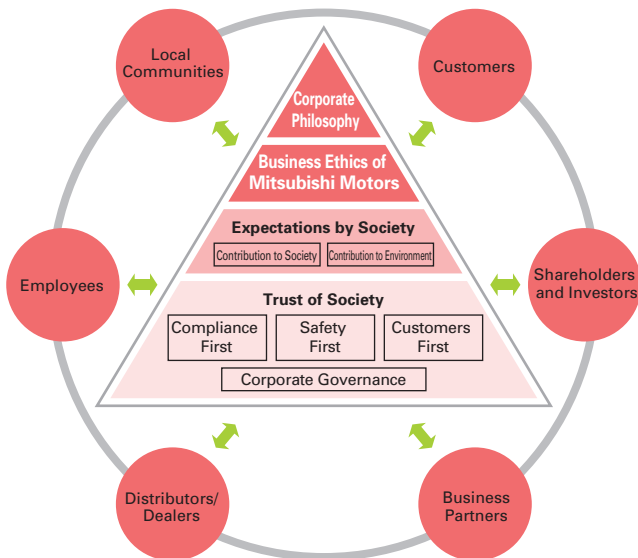 Local
Communities
Customers
Corporate
Philosophy
Business Ethics of
Mitsubishi Motors
Expectations by Society
Contribution to Society
Contribution to Environment
Employees
Shareholders
and Investors
Trust of Society
Compliance
First
Safety
First
Customers
First
Corporate Governance
Distributors/
Dealers
Business
Partners